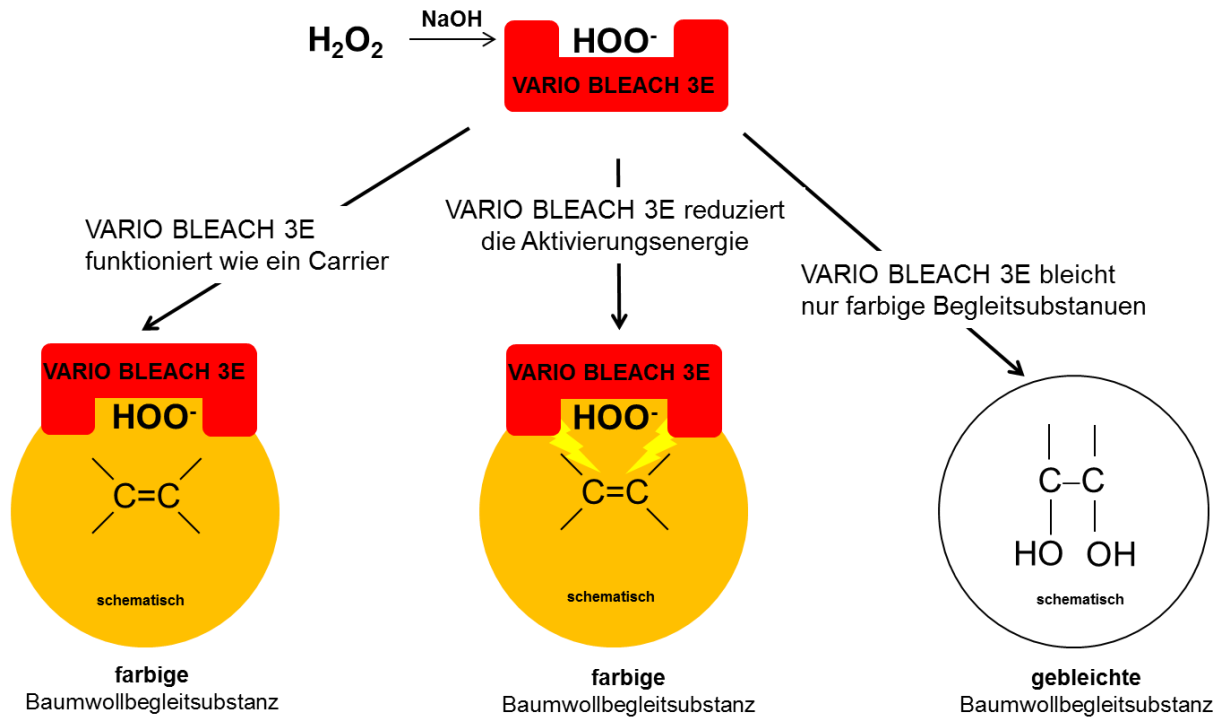 NaOH
H₂O₂
HOO⁻
VARIO BLEACH 3E
VARIO BLEACH 3E
funktioniert wie ein Carrier
VARIO BLEACH 3E reduziert
die Aktivierungsenergie
VARIO BLEACH 3E bleicht
nur farbige Begleitsubstanuen
VARIO BLEACH 3E
HOO⁻
C=C
schematisch
farbige
Baumwollbegleitsubstanz
VARIO BLEACH 3E
HOO⁻
C=C
schematisch
farbige
Baumwollbegleitsubstanz
C–C
HO OH
schematisch
gebleichte
Baumwollbegleitsubstanz